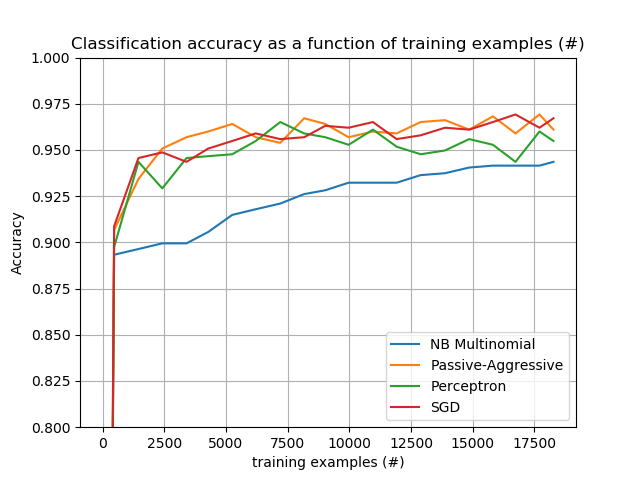 Classification accuracy as a function of training examples (#)
1.000
0.975
0.950
0.925
0.900
0.875
0.850
0.825
0.800
Accuracy
NB Multinomial
Passive-Aggressive
Perceptron
SGD
0 2500 5000 7500 10000 12500 15000 17500
training examples (#)